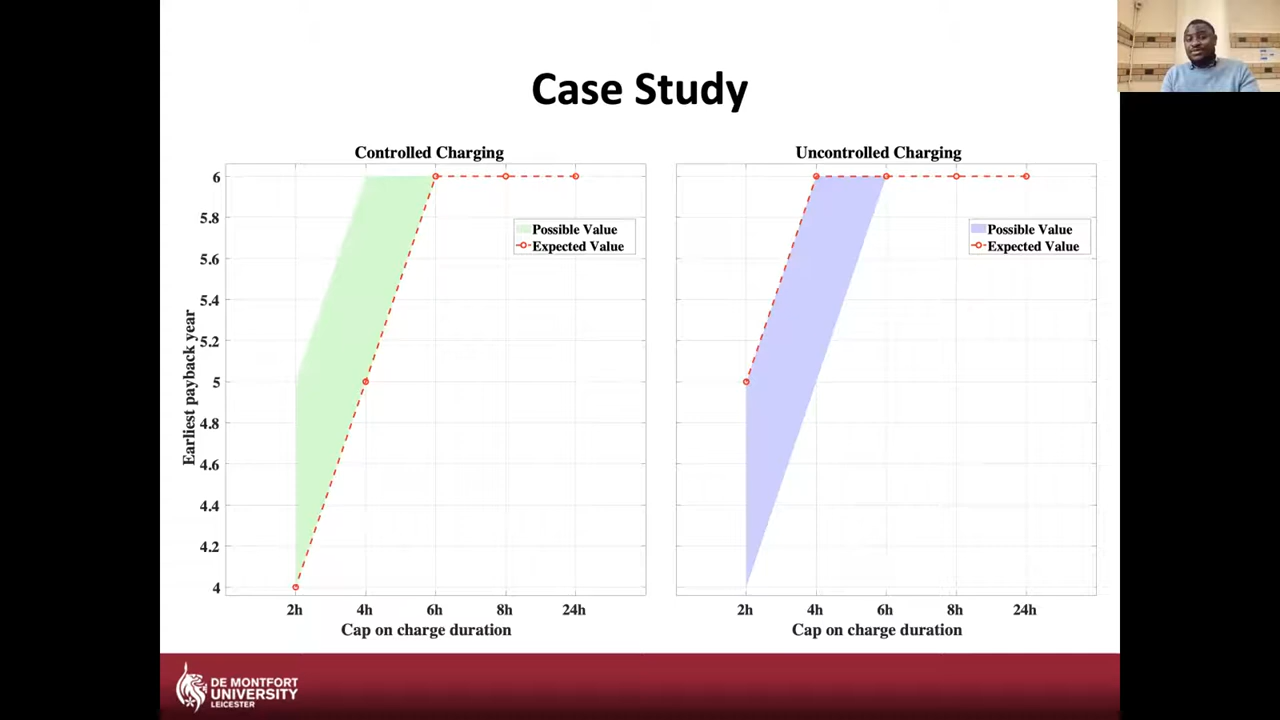 Case Study
Controlled Charging
6
5.8
5.6
5.4
5.2
5
4.8
4.6
4.4
4.2
4
Earliest payback year
Possible Value
Expected Value
2h 4h 6h 8h 24h
Cap on charge duration
Uncontrolled Charging
Possible Value
Expected Value
2h 4h 6h 8h 24h
Cap on charge duration
DE MONTFORT
UNIVERSITY
LEICESTER